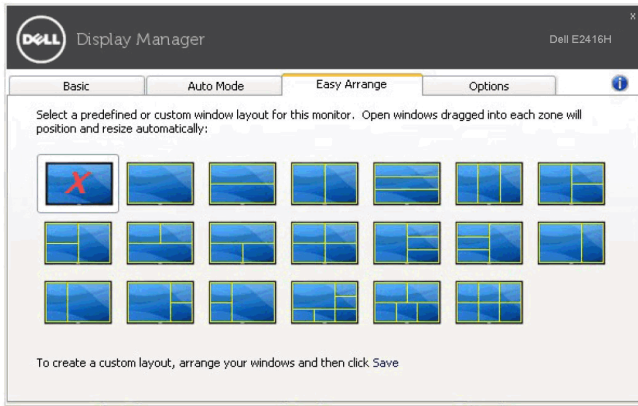 x
DELL Display Manager Dell E2416H
Basic Auto Mode Easy Arrange Options i
Select a predefined or custom window layout for this monitor. Open windows dragged into each zone will
position and resize automatically:
X
To create a custom layout, arrange your windows and then click Save